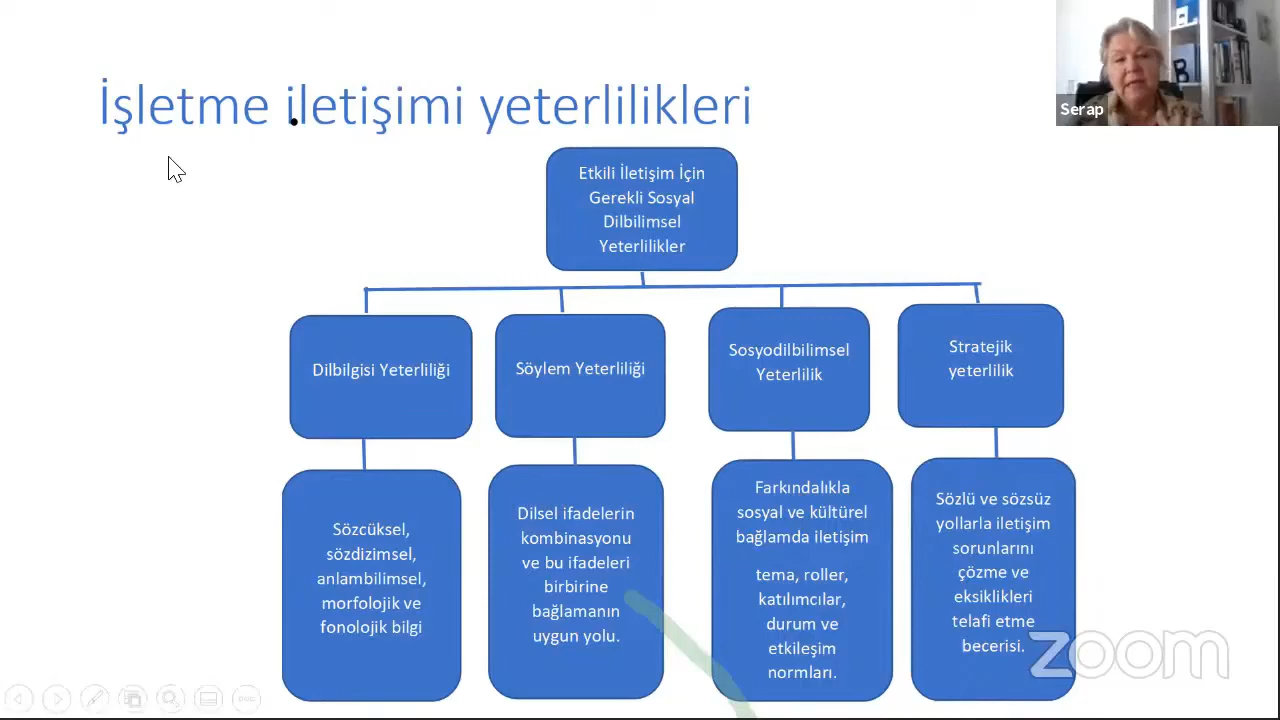 İşletme iletişimi yeterlilikleri
Serap
Etkili İletişim İçin
Gerekli Sosyal
Dilbilimsel
Yeterlilikler
Dilbilgisi Yeterliliği
Söylem Yeterliliği
Sosyodilbilimsel
Yeterlilik
Stratejik
yeterlilik
Sözcüksel,
sözdizimsel,
anlambilimsel,
morfolojik ve
fonolojik bilgi
Dilsel ifadelerin
kombinasyonu
ve bu ifadeleri
birbirine
bağlamanın
uygun yolu.
Farkındalıkla
sosyal ve kültürel
bağlamda iletişim
tema, roller,
katılımcılar,
durum ve
etkileşim
normları.
Sözlü ve sözsüz
yollarla iletişim
sorunlarını
çözme ve
eksiklikleri
telafi etme
becerisi.
zoom